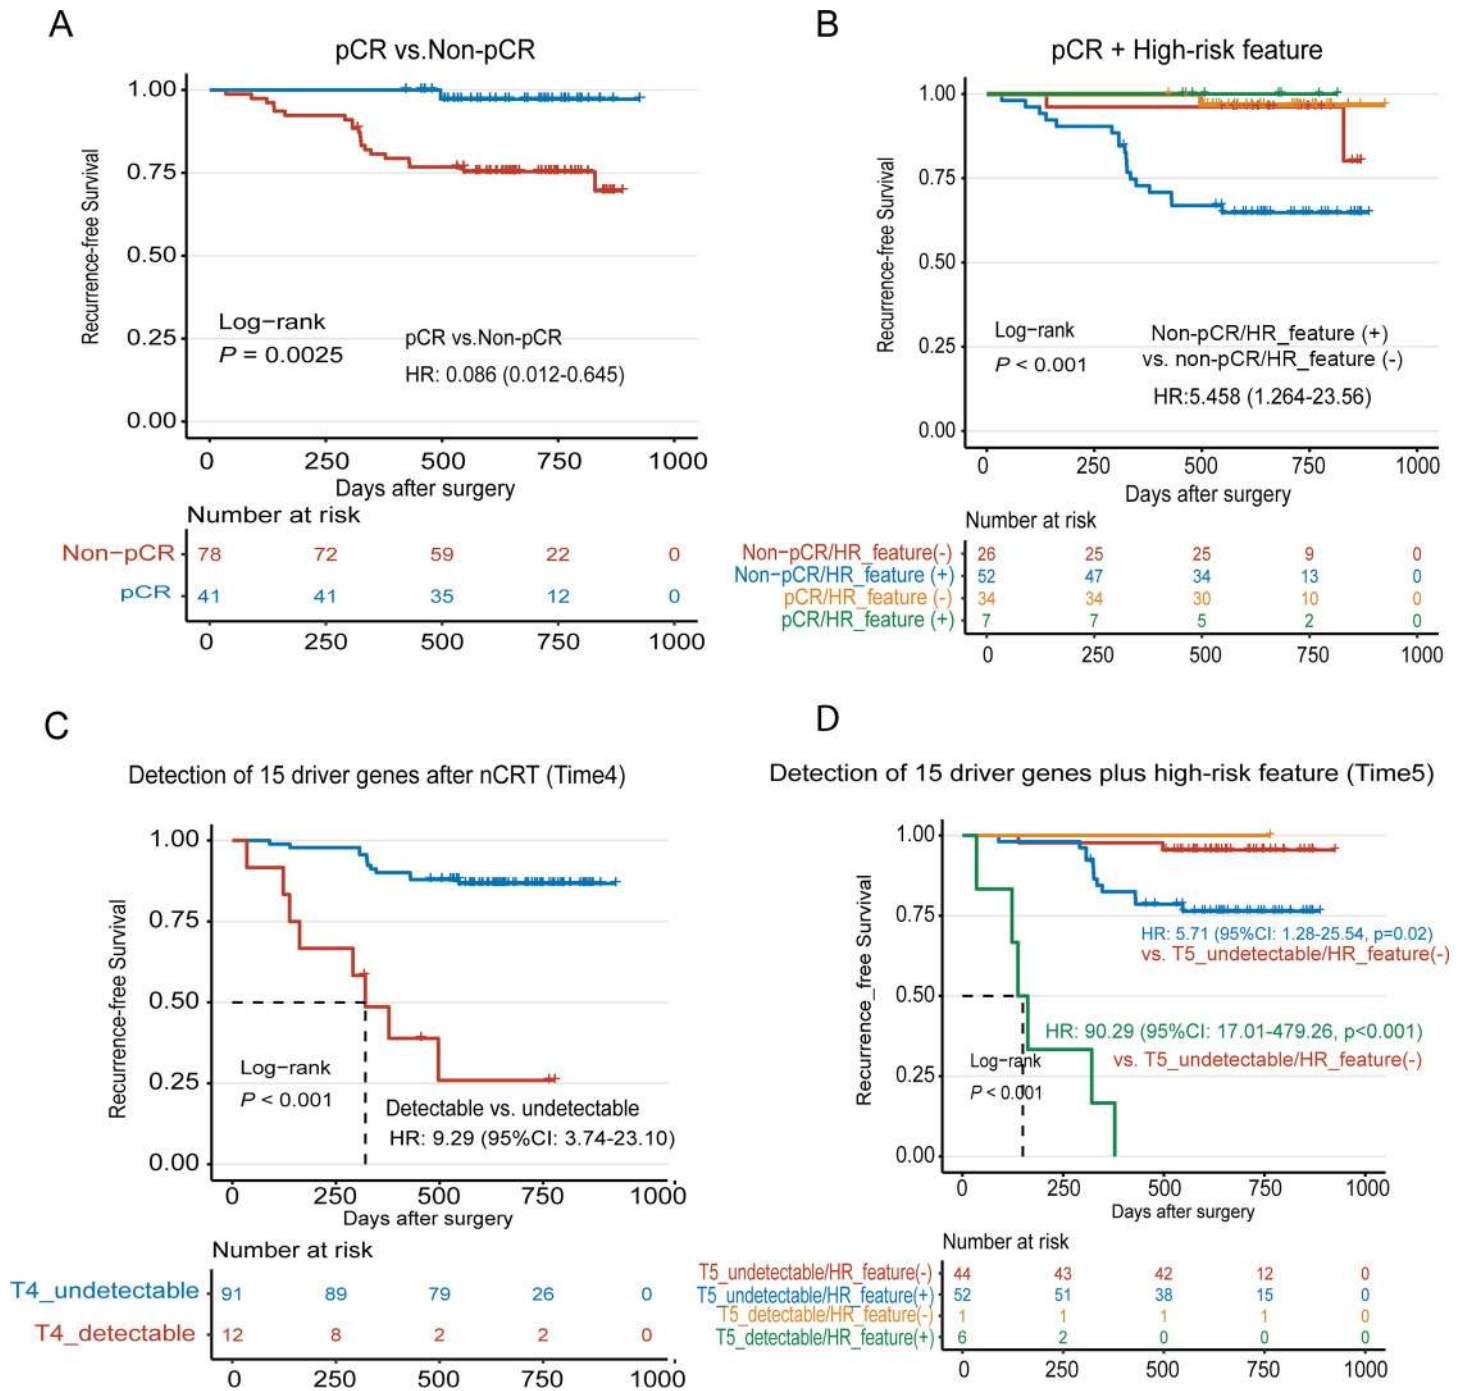 A
pCR vs.Non-pCR
1.00
0.75
0.50
0.25
0.00
Recurrence-free Survival
Log-rank
P = 0.0025
pCR vs.Non-pCR
HR: 0.086 (0.012-0.645)
0 250 500 750 1000
Days after surgery
Number at risk
Non-pCR 78 72 59 22 0
pCR 41 41 35 12 0
0 250 500 750 1000
B
pCR + High-risk feature
1.00
0.75
0.50
0.25
0.00
Recurrence-free Survival
Log-rank
P < 0.001
Non-pCR/HR_feature (+)
vs. non-pCR/HR_feature (-)
HR:5.458 (1.264-23.56)
0 250 500 750 1000
Days after surgery
Number at risk
Non-pCR/HR_feature(-) 26 25 25 9 0
Non-pCR/HR_feature (+) 52 47 34 13 0
pCR/HR_feature (-) 34 34 30 10 0
pCR/HR_feature (+) 7 7 5 2 0
0 250 500 750 1000
C
Detection of 15 driver genes after nCRT (Time4)
1.00
0.75
0.50
0.25
0.00
Recurrence-free Survival
Log-rank
P < 0.001
Detectable vs. undetectable
HR: 9.29 (95%CI: 3.74-23.10)
0 250 500 750 1000
Days after surgery
Number at risk
T4_undetectable 91 89 79 26 0
T4_detectable 12 8 2 2 0
0 250 500 750 1000
D
Detection of 15 driver genes plus high-risk feature (Time5)
1.00
0.75
0.50
0.25
0.00
Recurrence_free Survival
HR: 5.71 (95%CI: 1.28-25.54, p=0.02)
vs. T5_undetectable/HR_feature(-)
HR: 90.29 (95%CI: 17.01-479.26, p<0.001)
vs. T5_undetectable/HR_feature(-)
Log-rank
P < 0.001
0 250 500 750 1000
Days after surgery
Number at risk
T5_undetectable/HR_feature(-) 44 43 42 12 0
T5_undetectable/HR_feature(+) 52 51 38 15 0
T5_detectable/HR_feature(-) 1 1 1 1 0
T5_detectable/HR_feature(+) 6 2 0 0 0
0 250 500 750 1000